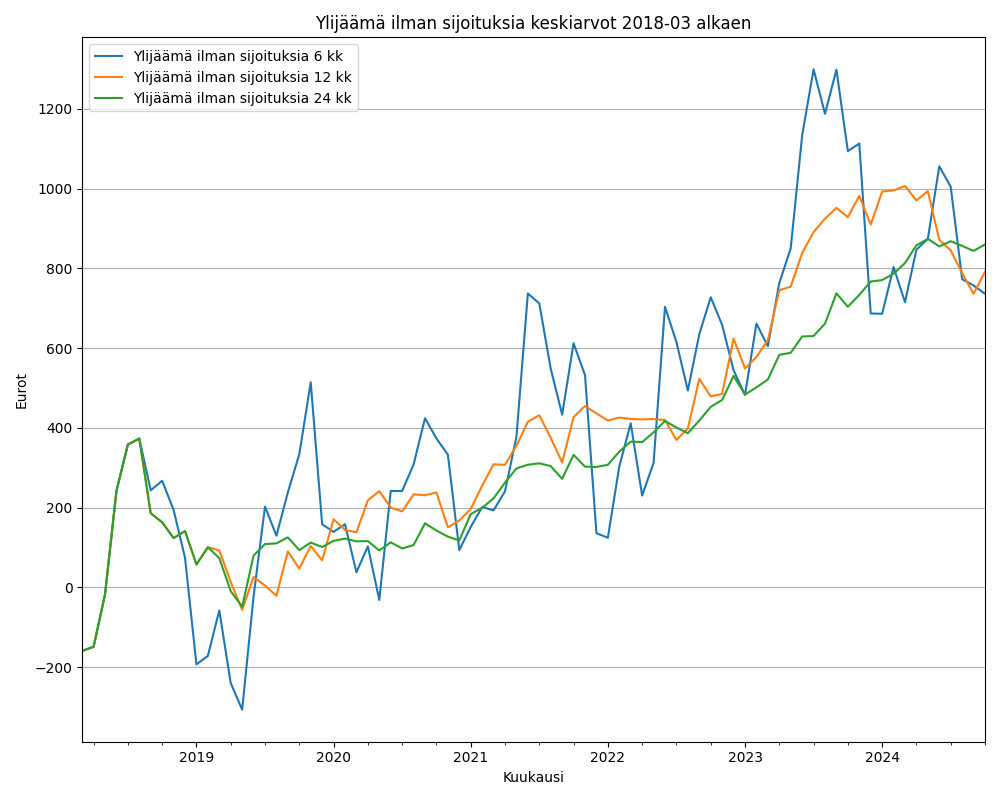 Ylijäämä ilman sijoituksia keskiarvot 2018-03 alkaen
Ylijäämä ilman sijoituksia 6 kk
Ylijäämä ilman sijoituksia 12 kk
Ylijäämä ilman sijoituksia 24 kk
Eurot
1200
1000
800
600
400
200
0
−200
2019 2020 2021 2022 2023 2024
Kuukausi